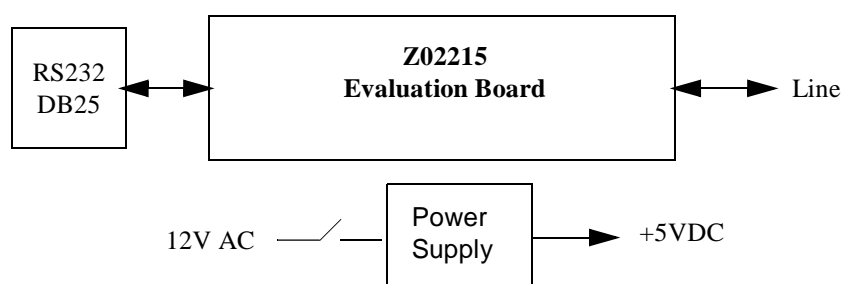 RS232
DB25
Z02215
Evaluation Board
Line
12V AC
Power
Supply
+5VDC